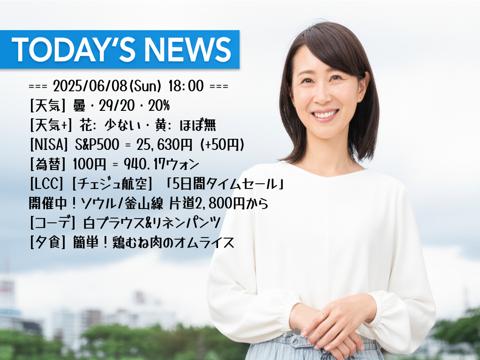 TODAY'S NEWS
=== 2025/06/08(Sun) 18:00 ===
[天気] 曇・29/20・20%
[天気+] 花: 少ない・黄: ほぼ無
[NISA] S&P500 = 25,630円 (+50円)
[為替] 100円 = 940.17ウォン
[LCC] [チェジュ航空] 「5日間タイムセール」
開催中！ソウル/釜山線 片道2,800円から
[コーデ] 白ブラウス&リネンパンツ
[夕食] 簡単！鶏むね肉のオムライス